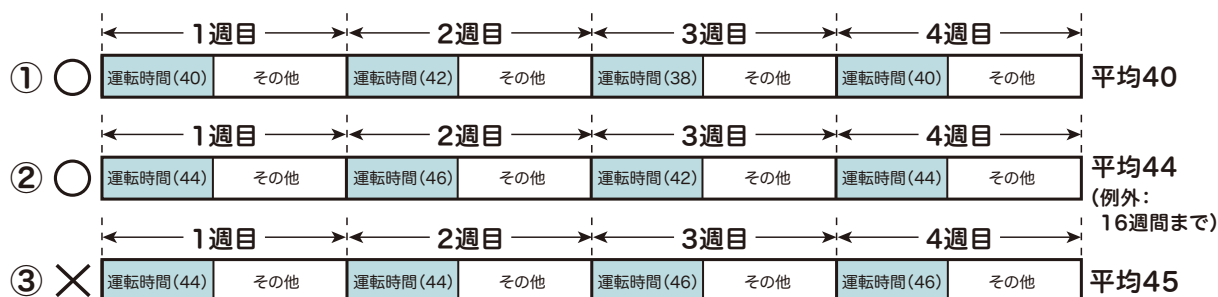 1週目 2週目 3週目 4週目
① ○ 運転時間(40) その他 運転時間(42) その他 運転時間(38) その他 運転時間(40) その他 平均40
1週目 2週目 3週目 4週目
② ○ 運転時間(44) その他 運転時間(46) その他 運転時間(42) その他 運転時間(44) その他 平均44
(例外:
16週間まで)
1週目 2週目 3週目 4週目
③ × 運転時間(44) その他 運転時間(44) その他 運転時間(46) その他 運転時間(46) その他 平均45